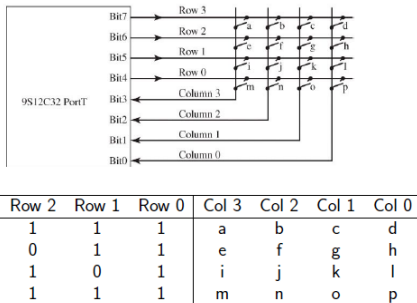 Bit7 Row 3
a b c d
Bit6 Row 2
e f g h
Bit5 Row 1
i j k l
Bit4 Row 0
m n o p
9S12C32 PortT Bit3 Column 3
Bit2 Column 2
Bit1 Column 1
Bit0 Column 0
Row 2 Row 1 Row 0 Col 3 Col 2 Col 1 Col 0
1 1 1 a b c d
0 1 1 e f g h
1 0 1 i j k l
1 1 1 m n o p